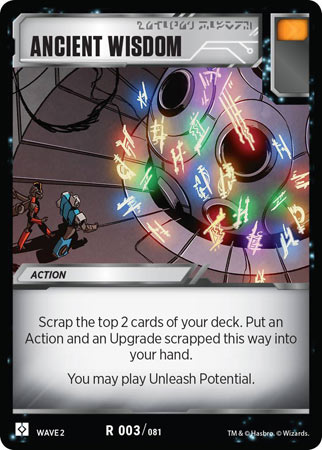 ANCIENT WISDOM
ACTION
Scrap the top 2 cards of your deck. Put an
Action and an Upgrade scrapped this way into
your hand.
You may play Unleash Potential.
WAVE 2
R 003/081
TM & © Hasbro. © Wizards.